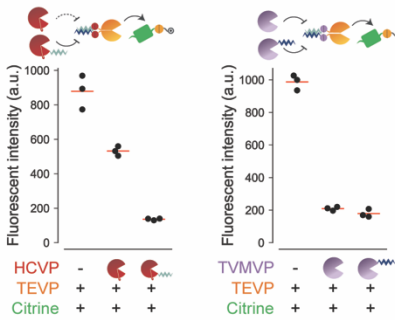 Fluorescent intensity (a.u.)
1000
800
600
400
200
0
HCVP -
TEVP + + +
Citrine + + +
Fluorescent intensity (a.u.)
1000
800
600
400
200
0
TVMVP -
TEVP + + +
Citrine + + +